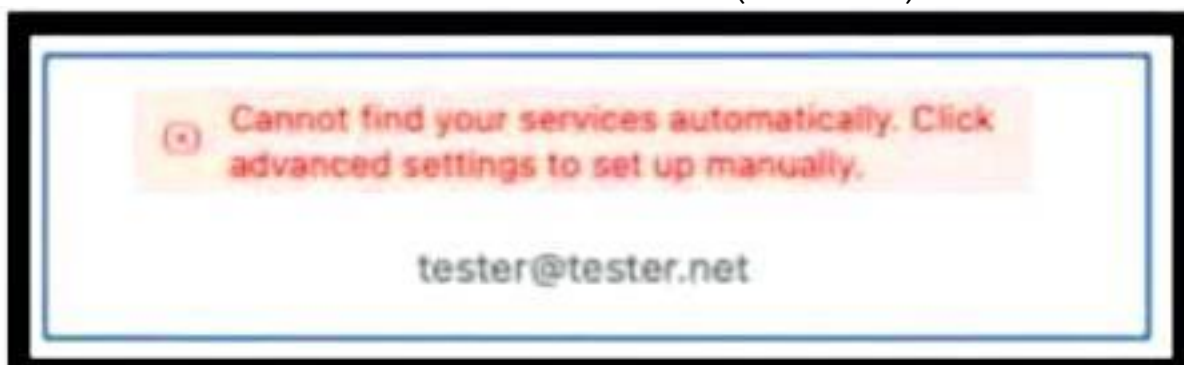 Cannot find your services automatically. Click
advanced settings to set up manually.
tester@tester.net